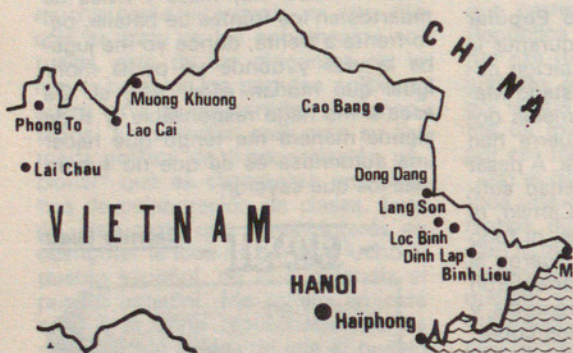 CHINA
Muong Khuong
Cao Bang
Phong To
Lao Cai
Lai Chau
Dong Dang
VIETNAM
Lang Son
Loc Binh
Dinh Lap
Binh Lieu
M
HANOI
Haïphong